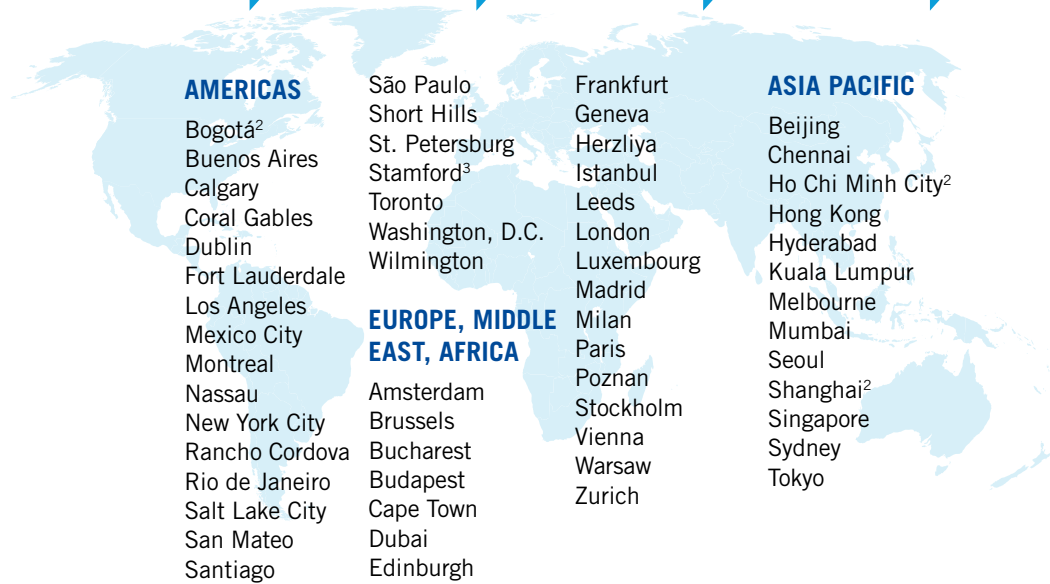 AMERICAS
Bogotá²
Buenos Aires
Calgary
Coral Gables
Dublin
Fort Lauderdale
Los Angeles
Mexico City
Montreal
Nassau
New York City
Rancho Cordova
Rio de Janeiro
Salt Lake City
San Mateo
Santiago
São Paulo
Short Hills
St. Petersburg
Stamford³
Toronto
Washington, D.C.
Wilmington
EUROPE, MIDDLE
EAST, AFRICA
Amsterdam
Brussels
Bucharest
Budapest
Cape Town
Dubai
Edinburgh
Frankfurt
Geneva
Herzliya
Istanbul
Leeds
London
Luxembourg
Madrid
Milan
Paris
Poznan
Stockholm
Vienna
Warsaw
Zurich
ASIA PACIFIC
Beijing
Chennai
Ho Chi Minh City²
Hong Kong
Hyderabad
Kuala Lumpur
Melbourne
Mumbai
Seoul
Shanghai²
Singapore
Sydney
Tokyo